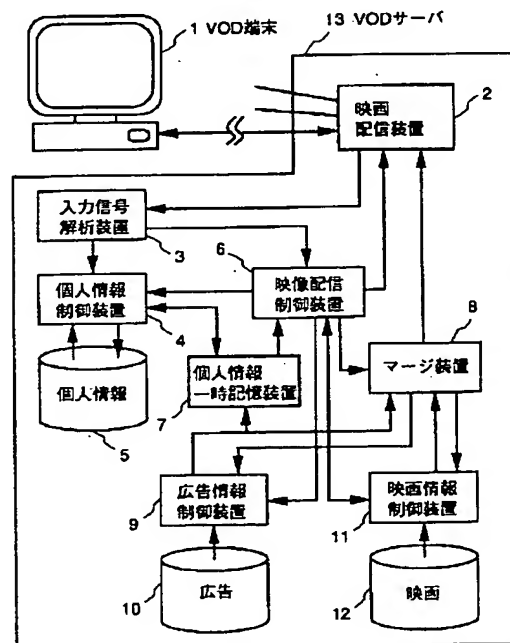 1 VOD端末
13 VODサーバ
映画
配信装置
2
入力信号
解析装置
3
6
映像配信
制御装置
個人情報
制御装置
4
8
マージ装置
個人情報
一時記憶装置
7
個人情報
5
広告情報
制御装置
9
映画情報
制御装置
11
広告
10
映画
12